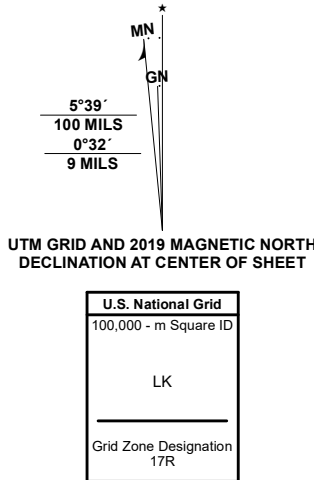 MN
GN
5°39´
100 MILS
0°32´
9 MILS
UTM GRID AND 2019 MAGNETIC NORTH
DECLINATION AT CENTER OF SHEET
U.S. National Grid
100,000 - m Square ID
LK
Grid Zone Designation
17R